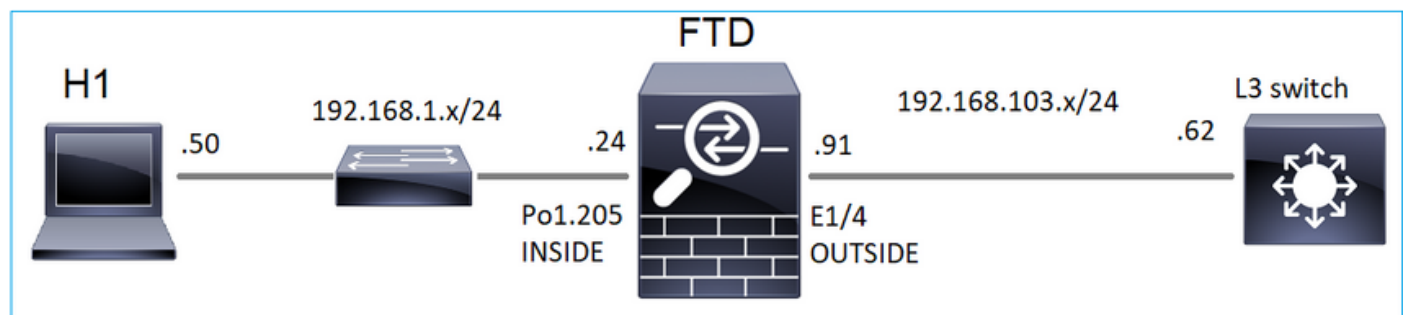 FTD
H1
192.168.1.x/24
192.168.103.x/24
L3 switch
.50
.24
.91
.62
Po1.205
INSIDE
E1/4
OUTSIDE